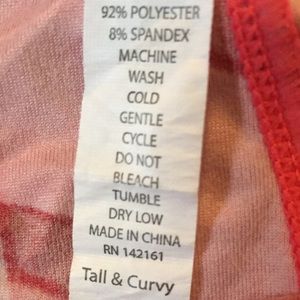 92% POLYESTER
8% SPANDEX
MACHINE
WASH
COLD
GENTLE
CYCLE
DO NOT
BLEACH
TUMBLE
DRY LOW
MADE IN CHINA
RN 142161
Tall & Curvy